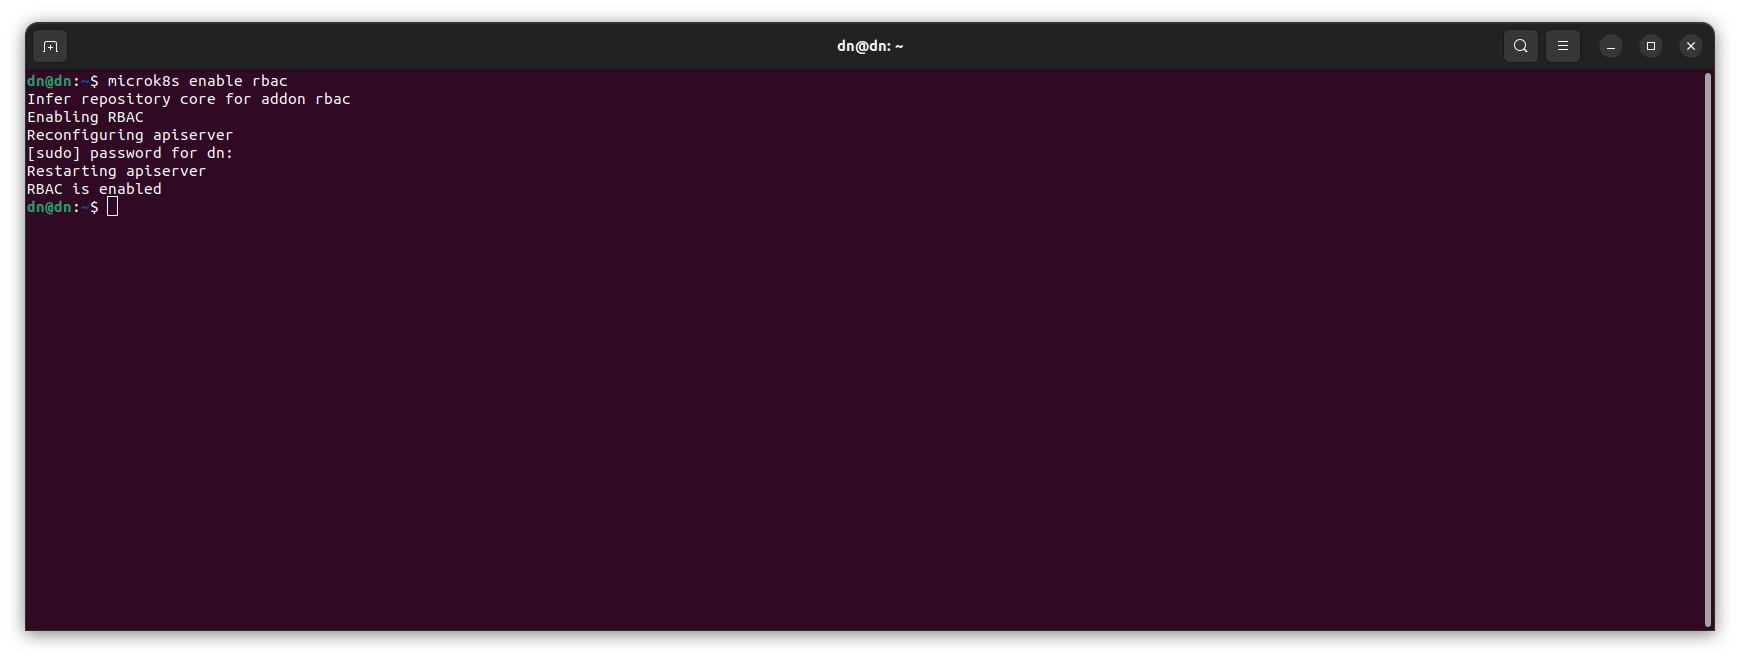 dn@dn: ~
dn@dn:~$ microk8s enable rbac
Infer repository core for addon rbac
Enabling RBAC
Reconfiguring apiserver
[sudo] password for dn:
Restarting apiserver
RBAC is enabled
dn@dn:~$